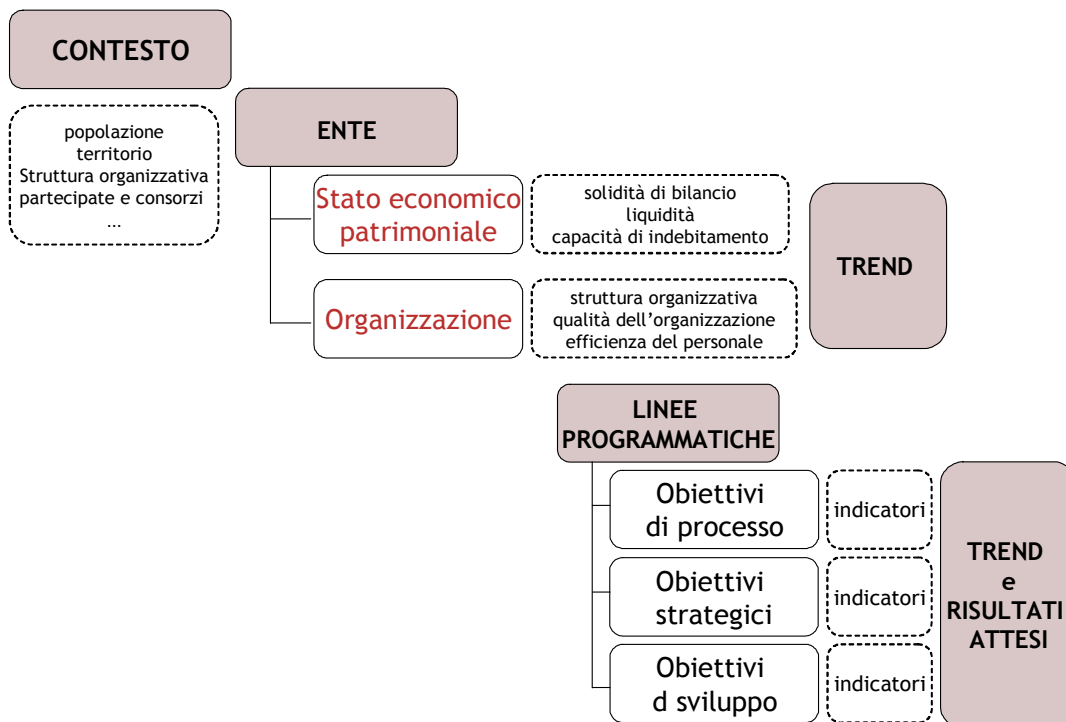 CONTESTO
popolazione
territorio
Struttura organizzativa
partecipate e consorzi
...
ENTE
Stato economico
patrimoniale
solidità di bilancio
liquidità
capacità di indebitamento
Organizzazione
struttura organizzativa
qualità dell'organizzazione
efficienza del personale
TREND
LINEE
PROGRAMMATICHE
Obiettivi
di processo
indicatori
Obiettivi
strategici
indicatori
Obiettivi
d sviluppo
indicatori
TREND
e
RISULTATI
ATTESI